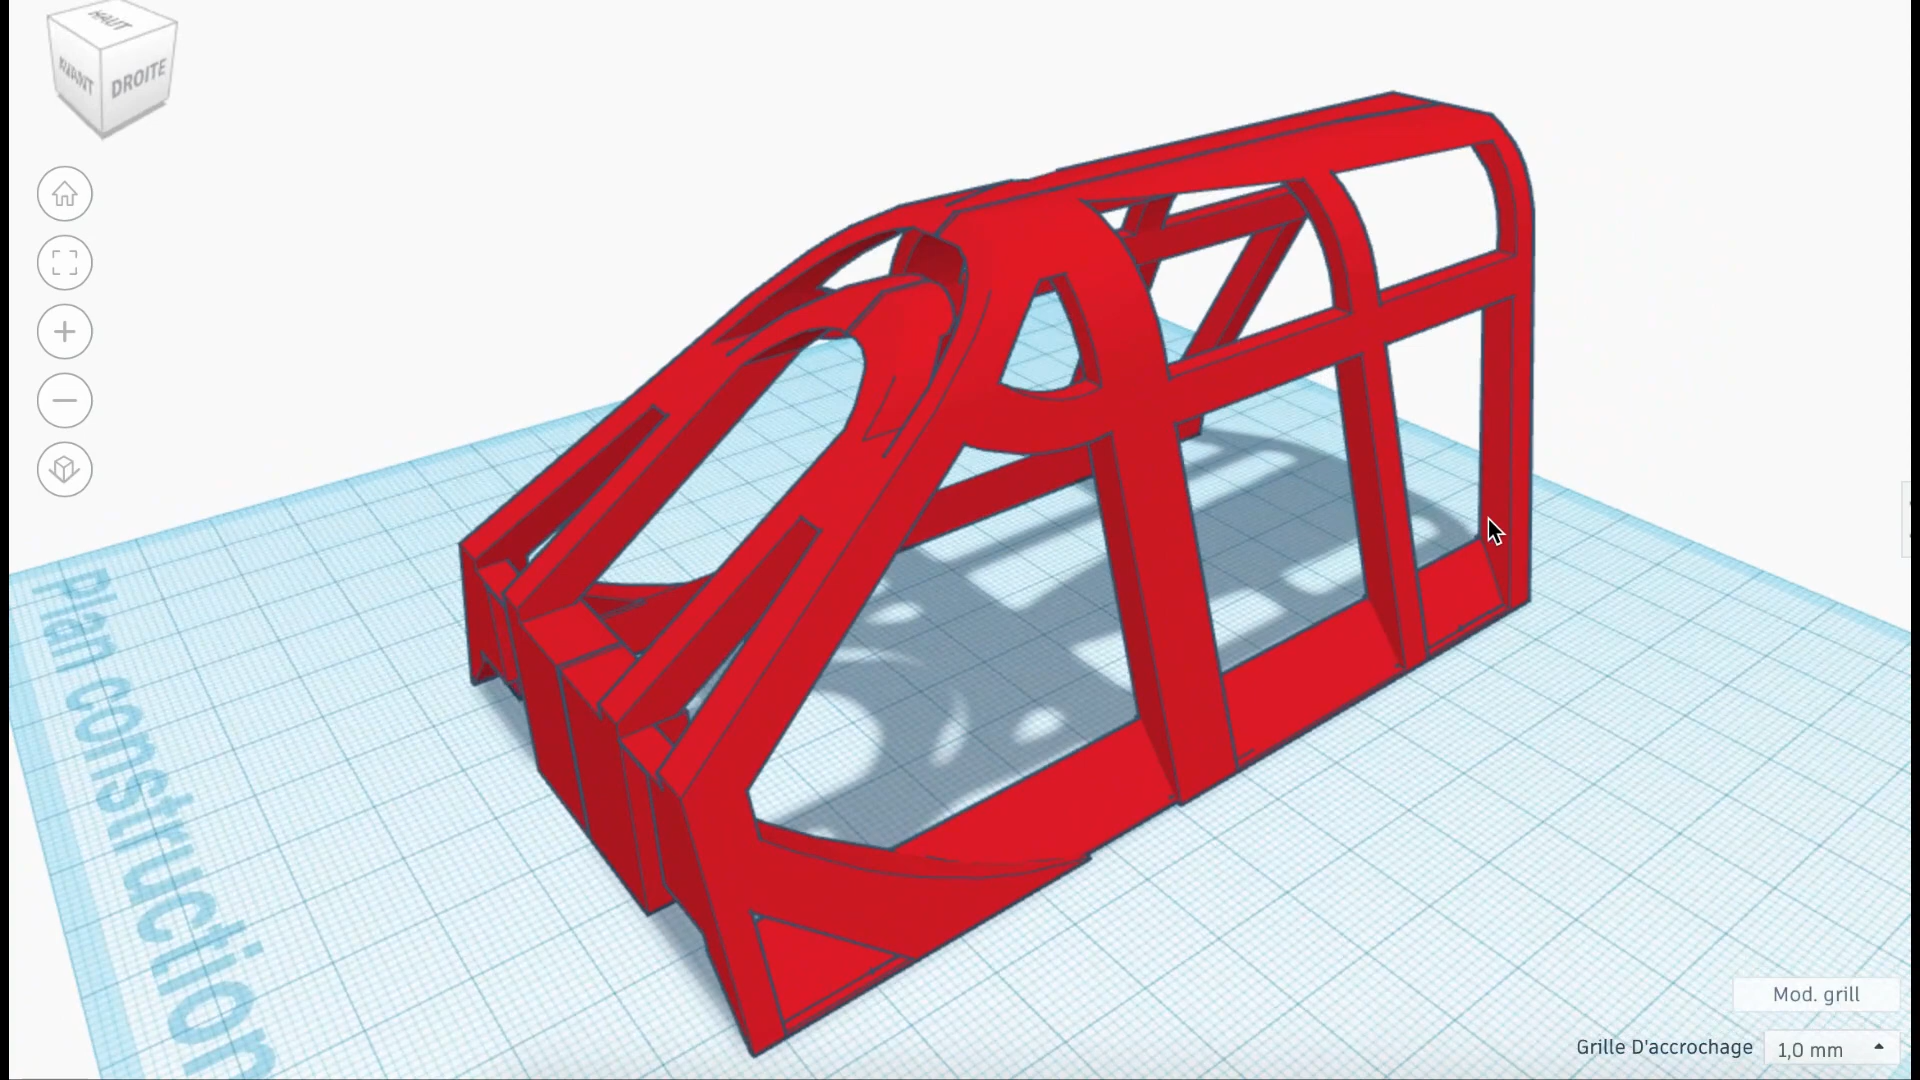 HAUT
AVANT
DROITE
Plan construction
Mod. grill
Grille D'accrochage
1,0 mm